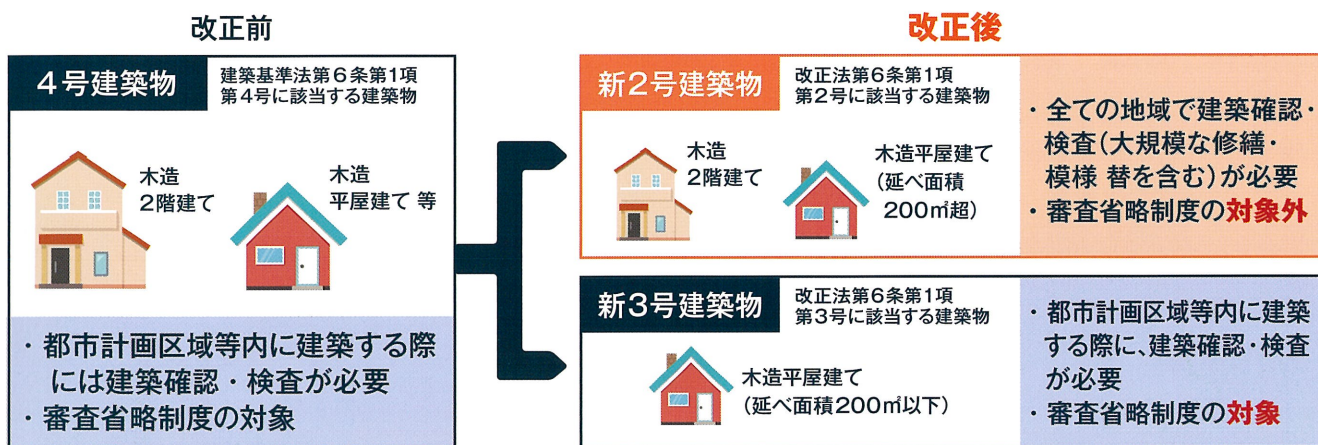 改正前
4号建築物
建築基準法第6条第1項
第4号に該当する建築物
木造
2階建て
木造
平屋建て 等
・都市計画区域等内に建築する際
には建築確認・検査が必要
・審査省略制度の対象
改正後
新2号建築物
改正法第6条第1項
第2号に該当する建築物
木造
2階建て
木造平屋建て
(延べ面積
200㎡超)
・全ての地域で建築確認・
検査(大規模な修繕・
模様 替を含む)が必要
・審査省略制度の対象外
新3号建築物
改正法第6条第1項
第3号に該当する建築物
木造平屋建て
(延べ面積200㎡以下)
・都市計画区域等内に建築
する際に、建築確認・検査
が必要
・審査省略制度の対象